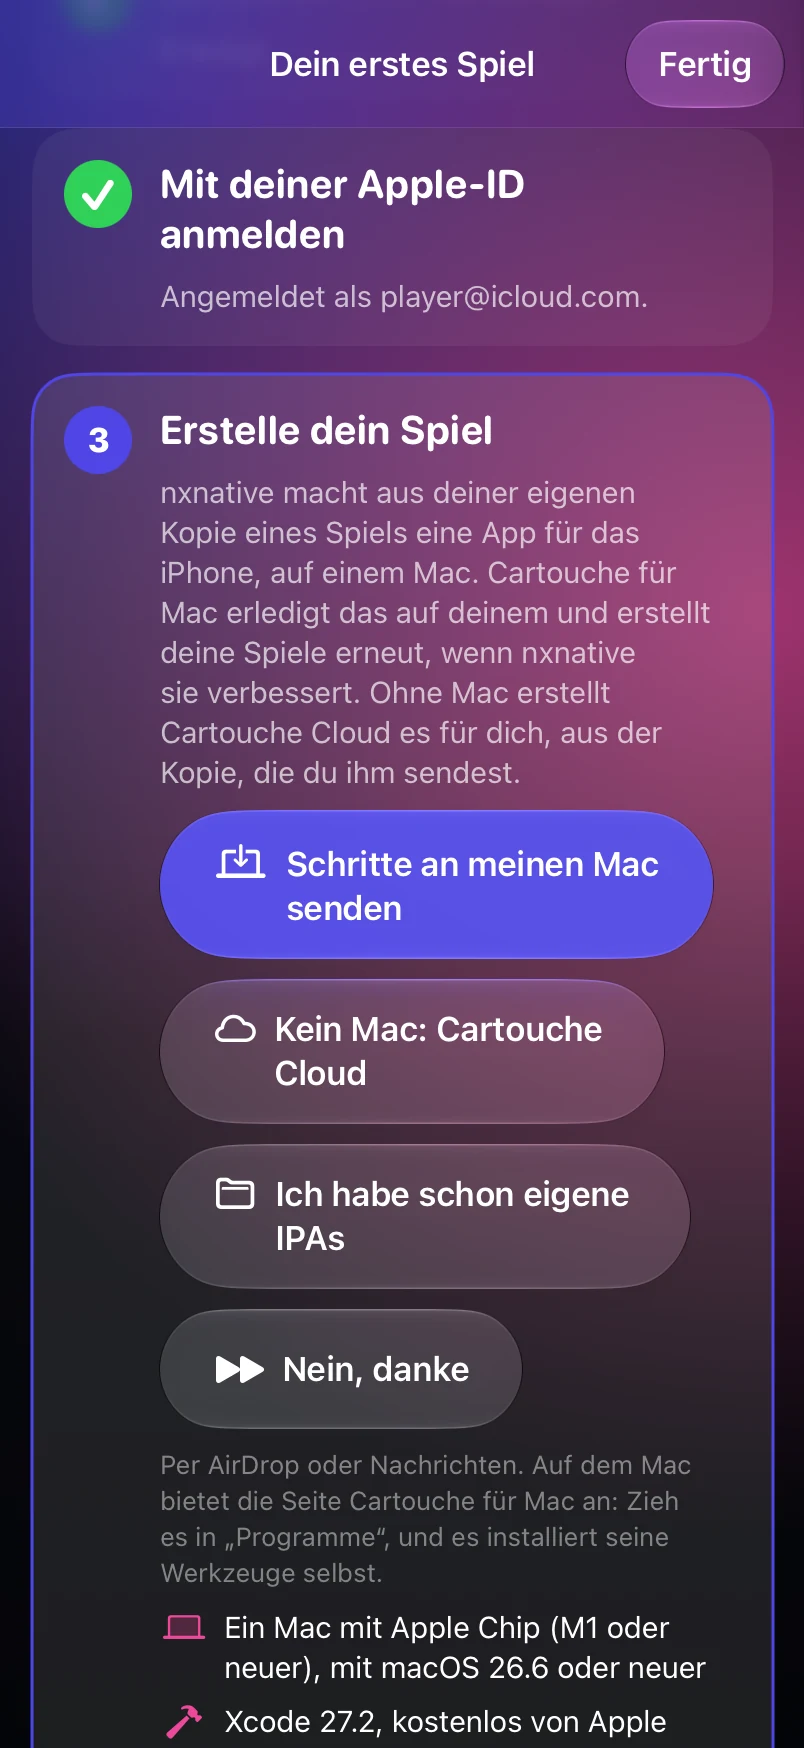 Dein erstes Spiel
Fertig
Mit deiner Apple-ID
anmelden
Angemeldet als player@icloud.com.
3
Erstelle dein Spiel
nxnative macht aus deiner eigenen
Kopie eines Spiels eine App für das
iPhone, auf einem Mac. Cartouche für
Mac erledigt das auf deinem und erstellt
deine Spiele erneut, wenn nxnative
sie verbessert. Ohne Mac erstellt
Cartouche Cloud es für dich, aus der
Kopie, die du ihm sendest.
Schritte an meinen Mac
senden
Kein Mac: Cartouche
Cloud
Ich habe schon eigene
IPAs
Nein, danke
Per AirDrop oder Nachrichten. Auf dem Mac
bietet die Seite Cartouche für Mac an: Zieh
es in „Programme“, und es installiert seine
Werkzeuge selbst.
Ein Mac mit Apple Chip (M1 oder
neuer), mit macOS 26.6 oder neuer
Xcode 27.2, kostenlos von Apple